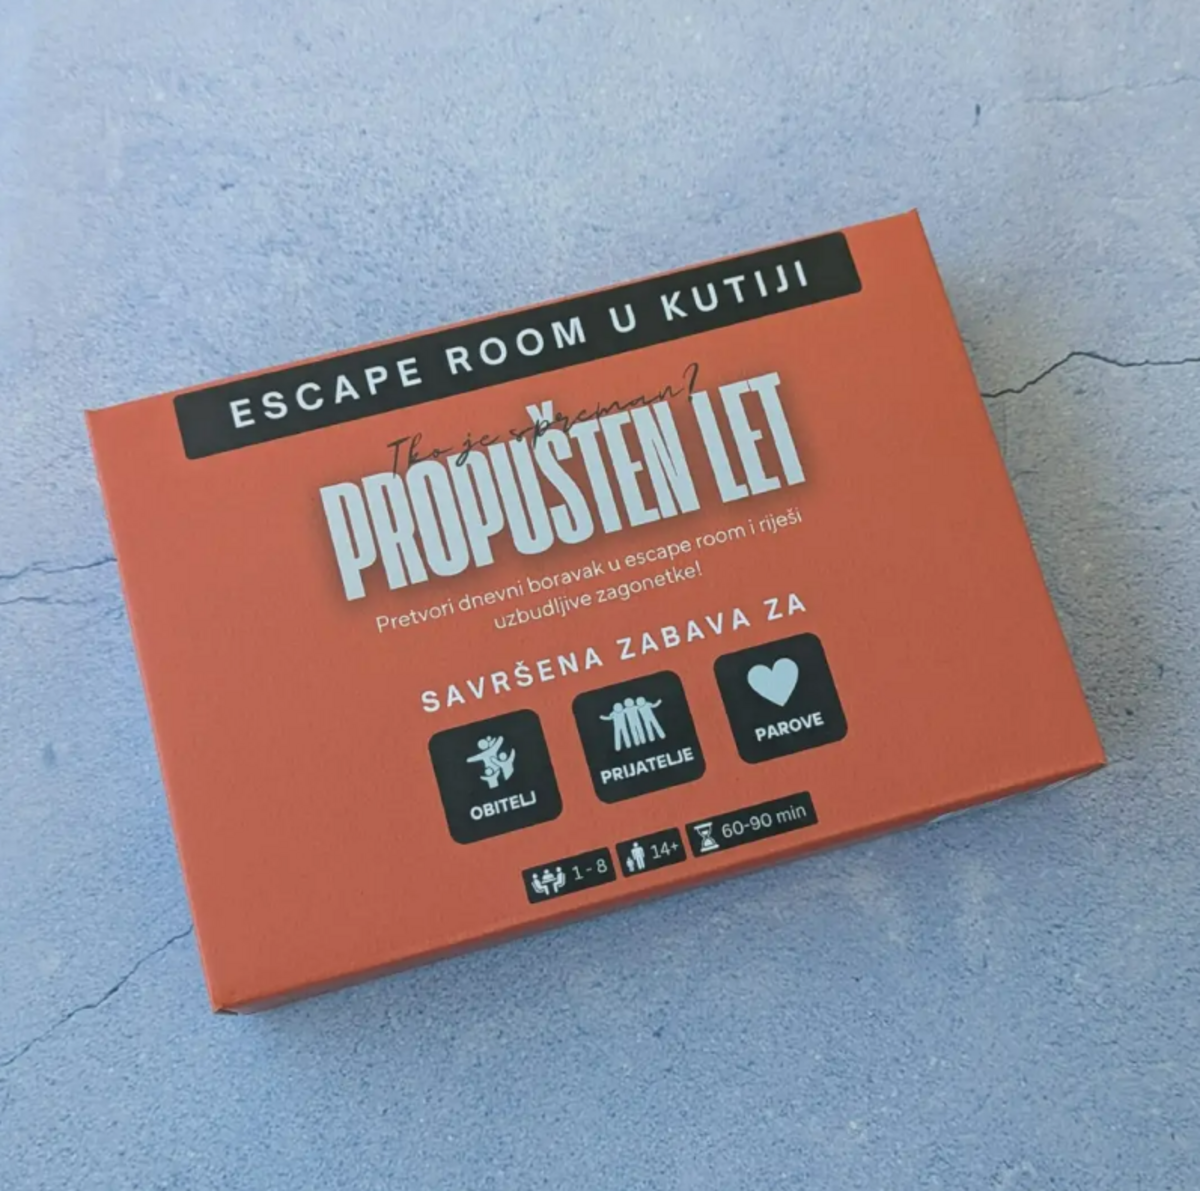 ESCAPE ROOM U KUTIJI
Tko je spreman?
PROPUŠTEN LET
Pretvori dnevni boravak u escape room i riješi
uzbudljive zagonetke!
SAVRŠENA ZABAVA ZA
OBITELJ
PRIJATELJE
PAROVE
1 - 8
14+
60-90 min